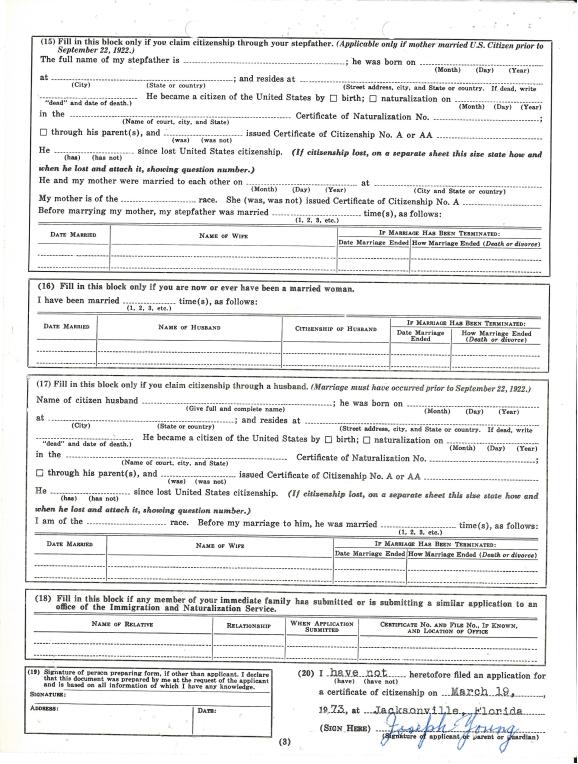 (15) Fill in this block only if you claim citizenship through your stepfather. (Applicable only if mother married U.S. Citizen prior to
September 22, 1922.)
The full name of my stepfather is ; he was born on
(Month) (Day) (Year)
at ; and resides at
(City) (State or country) (Street address, city, and State or country. If dead, write
"dead" and date of death.) He became a citizen of the United States by ☐ birth; ☐ naturalization on
(Month) (Day) (Year)
in the Certificate of Naturalization No. ;
(Name of court, city, and State)
☐ through his parent(s), and issued Certificate of Citizenship No. A or AA
(was) (was not)
He since lost United States citizenship. (If citizenship lost, on a separate sheet this size state how and
(has) (has not)
when he lost and attach it, showing question number.)
He and my mother were married to each other on at
(Month) (Day) (Year) (City and State or country)
My mother is of the race. She (was, was not) issued Certificate of Citizenship No. A
Before marrying my mother, my stepfather was married time(s), as follows:
(1, 2, 3, etc.)
DATE MARRIED NAME OF WIFE IF MARRIAGE HAS BEEN TERMINATED:
Date Marriage Ended How Marriage Ended (Death or divorce)
(16) Fill in this block only if you are now or ever have been a married woman.
I have been married time(s), as follows:
(1, 2, 3, etc.)
DATE MARRIED NAME OF HUSBAND CITIZENSHIP OF HUSBAND IF MARRIAGE HAS BEEN TERMINATED:
Date Marriage Ended How Marriage Ended (Death or divorce)
(17) Fill in this block only if you claim citizenship through a husband. (Marriage must have occurred prior to September 22, 1922.)
Name of citizen husband ; he was born on
(Give full and complete name) (Month) (Day) (Year)
at ; and resides at
(City) (State or country) (Street address, city, and State or country. If dead, write
"dead" and date of death.) He became a citizen of the United States by ☐ birth; ☐ naturalization on
(Month) (Day) (Year)
in the Certificate of Naturalization No. ;
(Name of court, city, and State)
☐ through his parent(s), and issued Certificate of Citizenship No. A or AA
(was) (was not)
He since lost United States citizenship. (If citizenship lost, on a separate sheet this size state how and
(has) (has not)
when he lost and attach it, showing question number.)
I am of the race. Before my marriage to him, he was married time(s), as follows:
(1, 2, 3, etc.)
DATE MARRIED NAME OF WIFE IF MARRIAGE HAS BEEN TERMINATED:
Date Marriage Ended How Marriage Ended (Death or divorce)
(18) Fill in this block if any member of your immediate family has submitted or is submitting a similar application to an
office of the Immigration and Naturalization Service.
NAME OF RELATIVE RELATIONSHIP WHEN APPLICATION SUBMITTED CERTIFICATE NO. AND FILE NO., IF KNOWN, AND LOCATION OF OFFICE
(19) Signature of person preparing form, if other than applicant. I declare
that this document was prepared by me at the request of the applicant
and is based on all information of which I have any knowledge.
SIGNATURE:
ADDRESS: DATE:
(20) I have not heretofore filed an application for
(have) (have not)
a certificate of citizenship on March 19,
1973, at Jacksonville, Florida
(SIGN HERE) Joseph E Young
(Signature of applicant or parent or guardian)
(3)